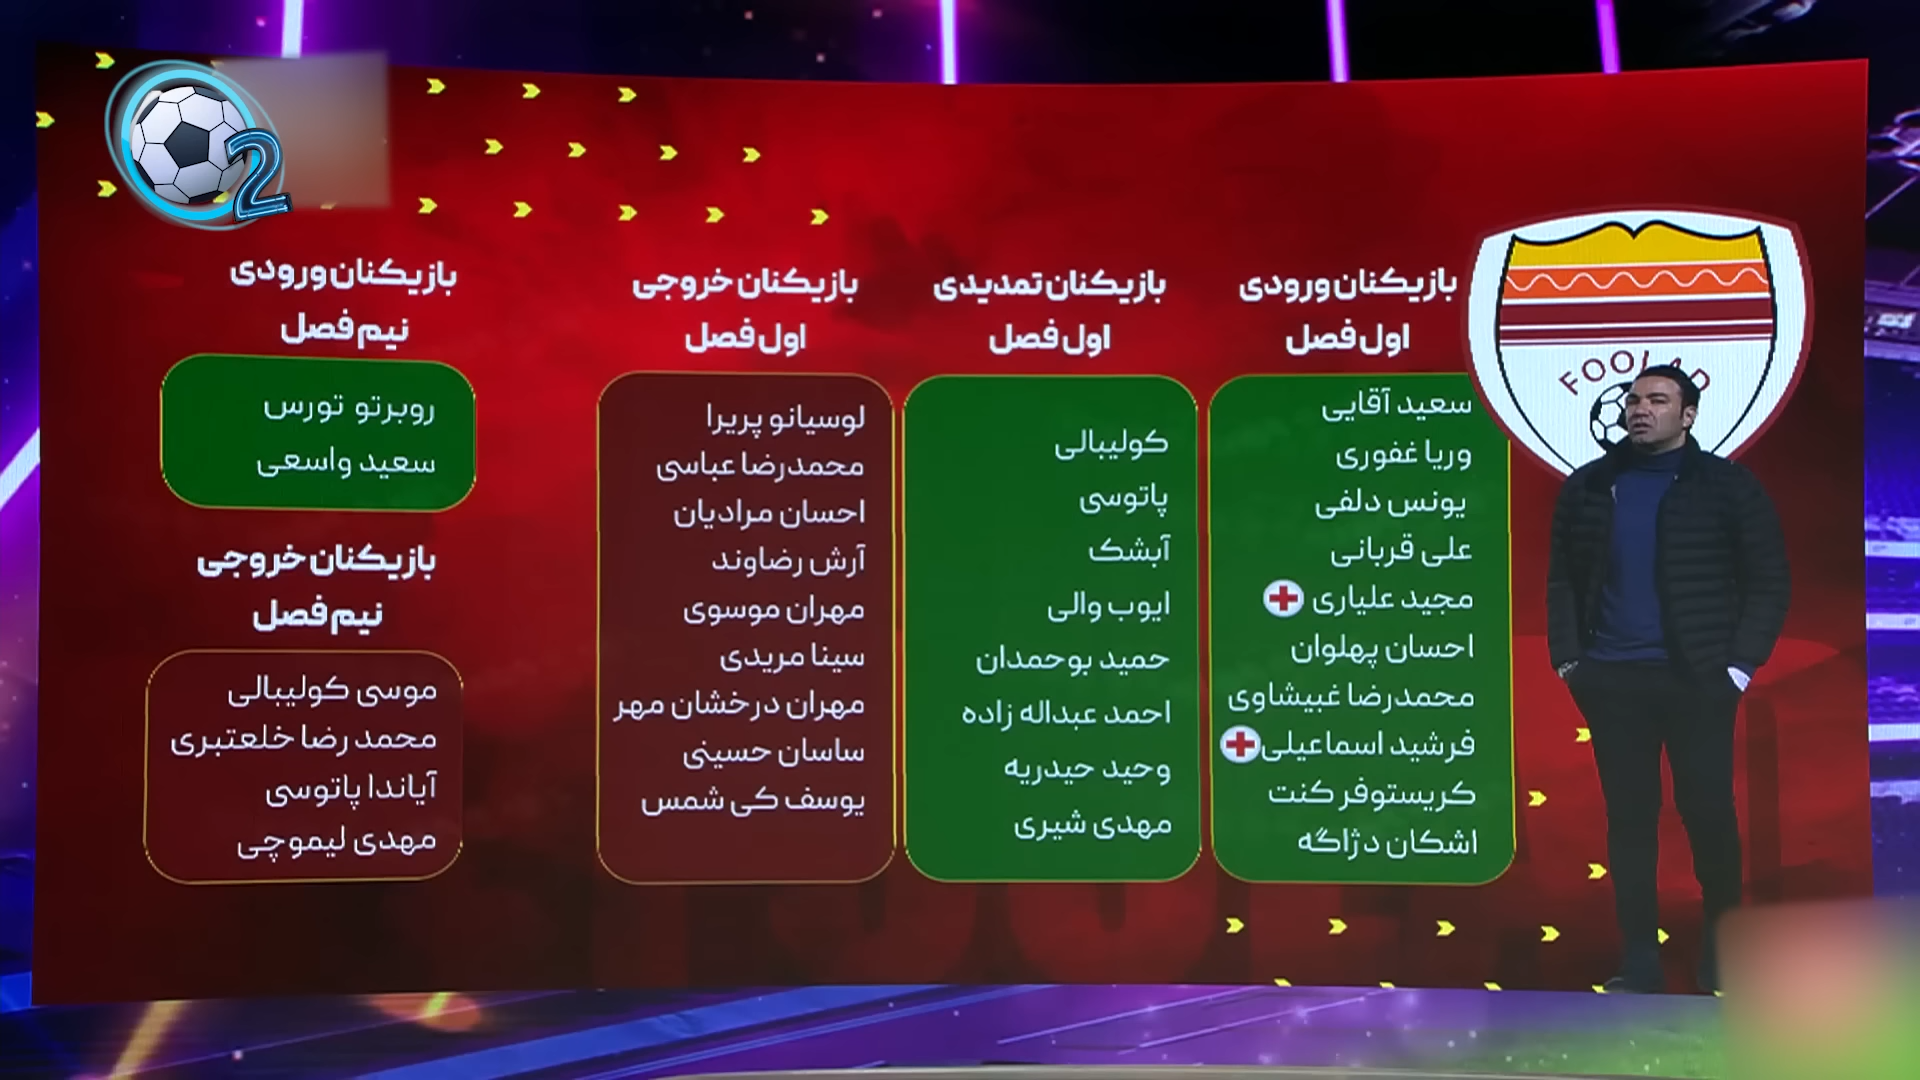 بازیکنان ورودی
اول فصل
سعید آقایی
وریا غفوری
یونس دلفی
علی قربانی
مجید علیاری
احسان پهلوان
محمدرضا غبیشاوی
فرشید اسماعیلی
کریستوفر کنت
اشکان دژاگه
بازیکنان تمدیدی
اول فصل
کولیبالی
پاتوسی
آبشک
ایوب والی
حمید بوحمدان
احمد عبداله زاده
وحید حیدریه
مهدی شیری
بازیکنان خروجی
اول فصل
لوسیانو پریرا
محمدرضا عباسی
احسان مرادیان
آرش رضاوند
مهران موسوی
سینا مریدی
مهران درخشان مهر
ساسان حسینی
یوسف کی شمس
بازیکنان ورودی
نیم فصل
روبرتو تورس
سعید واسعی
بازیکنان خروجی
نیم فصل
موسی کولیبالی
محمد رضا خلعتبری
آیاندا پاتوسی
مهدی لیموچی
FOOLAD
2